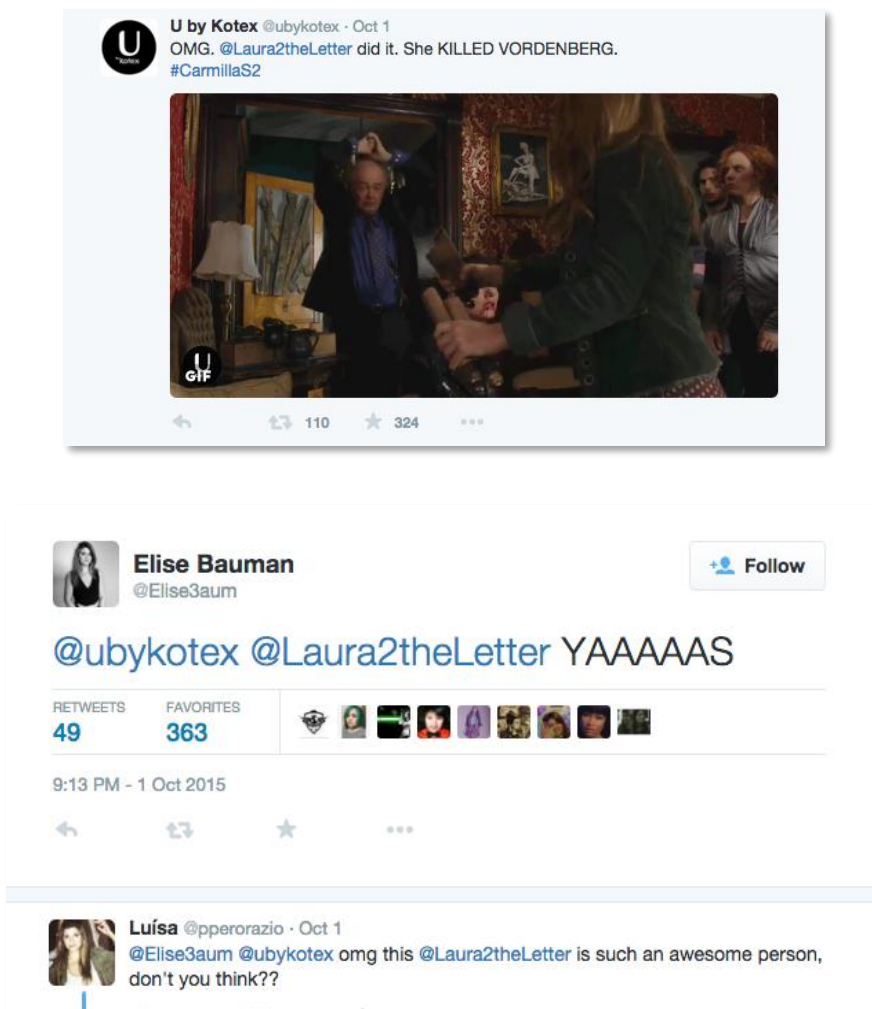 U by Kotex @ubykotex · Oct 1
OMG. @Laura2theLetter did it. She KILLED VORDENBERG.
#CarmillaS2
U
by Kotex
U
GIF
110 324
Elise Bauman
@Elise3aum
Follow
@ubykotex @Laura2theLetter YAAAAAS
RETWEETS FAVORITES
49 363
9:13 PM - 1 Oct 2015
Luísa @pperorazio · Oct 1
@Elise3aum @ubykotex omg this @Laura2theLetter is such an awesome person,
don't you think??